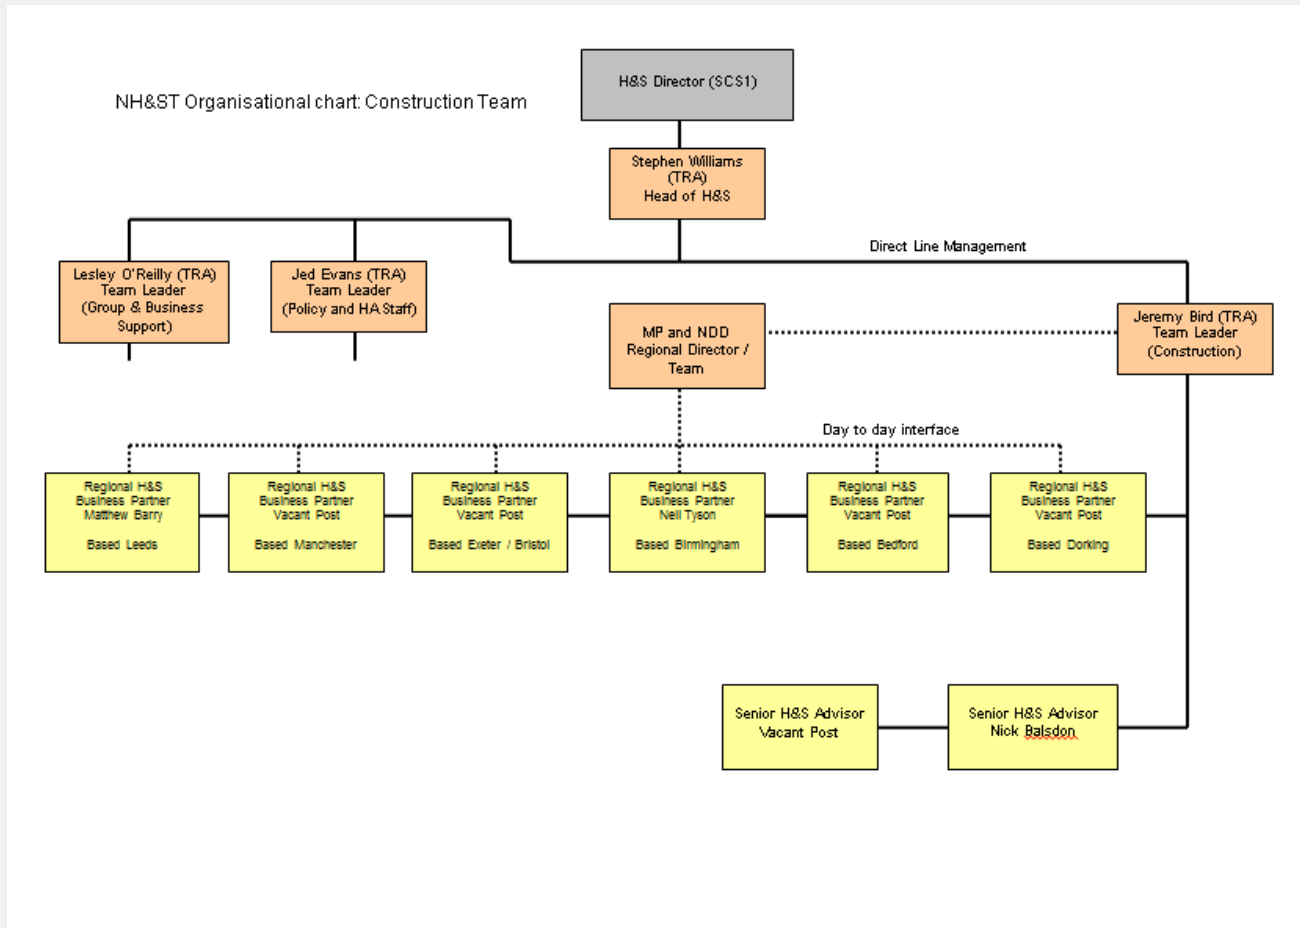 H&S Director (SCS1)
NH&ST Organisational chart: Construction Team
Stephen Williams
(TRA)
Head of H&S
Direct Line Management
Lesley O'Reilly (TRA)
Team Leader
(Group & Business
Support)
Jed Evans (TRA)
Team Leader
(Policy and HA Staff)
MP and NDD
Regional Director /
Team
Jeremy Bird (TRA)
Team Leader
(Construction)
Day to day interface
Regional H&S
Business Partner
Matthew Barry
Based Leeds
Regional H&S
Business Partner
Vacant Post
Based Manchester
Regional H&S
Business Partner
Vacant Post
Based Exeter / Bristol
Regional H&S
Business Partner
Neil Tyson
Based Birmingham
Regional H&S
Business Partner
Vacant Post
Based Bedford
Regional H&S
Business Partner
Vacant Post
Based Dorking
Senior H&S Advisor
Vacant Post
Senior H&S Advisor
Nick Balsdon